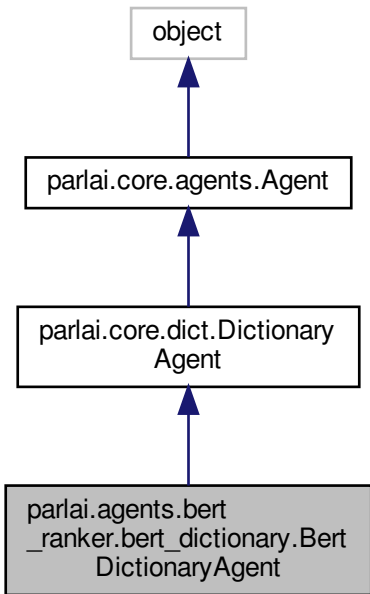 object
parlai.core.agents.Agent
parlai.core.dict.Dictionary
Agent
parlai.agents.bert
_ranker.bert_dictionary.Bert
DictionaryAgent